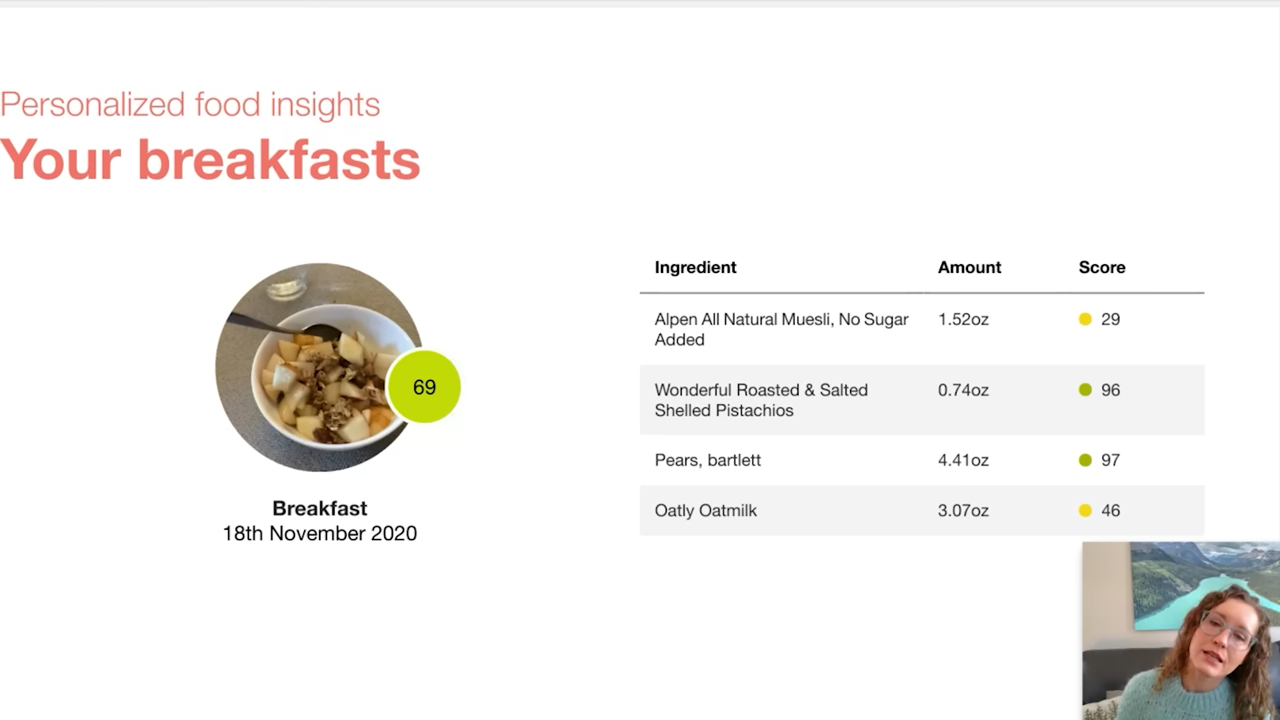 Personalized food insights
Your breakfasts
69
Breakfast
18th November 2020
Ingredient Amount Score
Alpen All Natural Muesli, No Sugar
Added 1.52oz 29
Wonderful Roasted & Salted
Shelled Pistachios 0.74oz 96
Pears, bartlett 4.41oz 97
Oatly Oatmilk 3.07oz 46